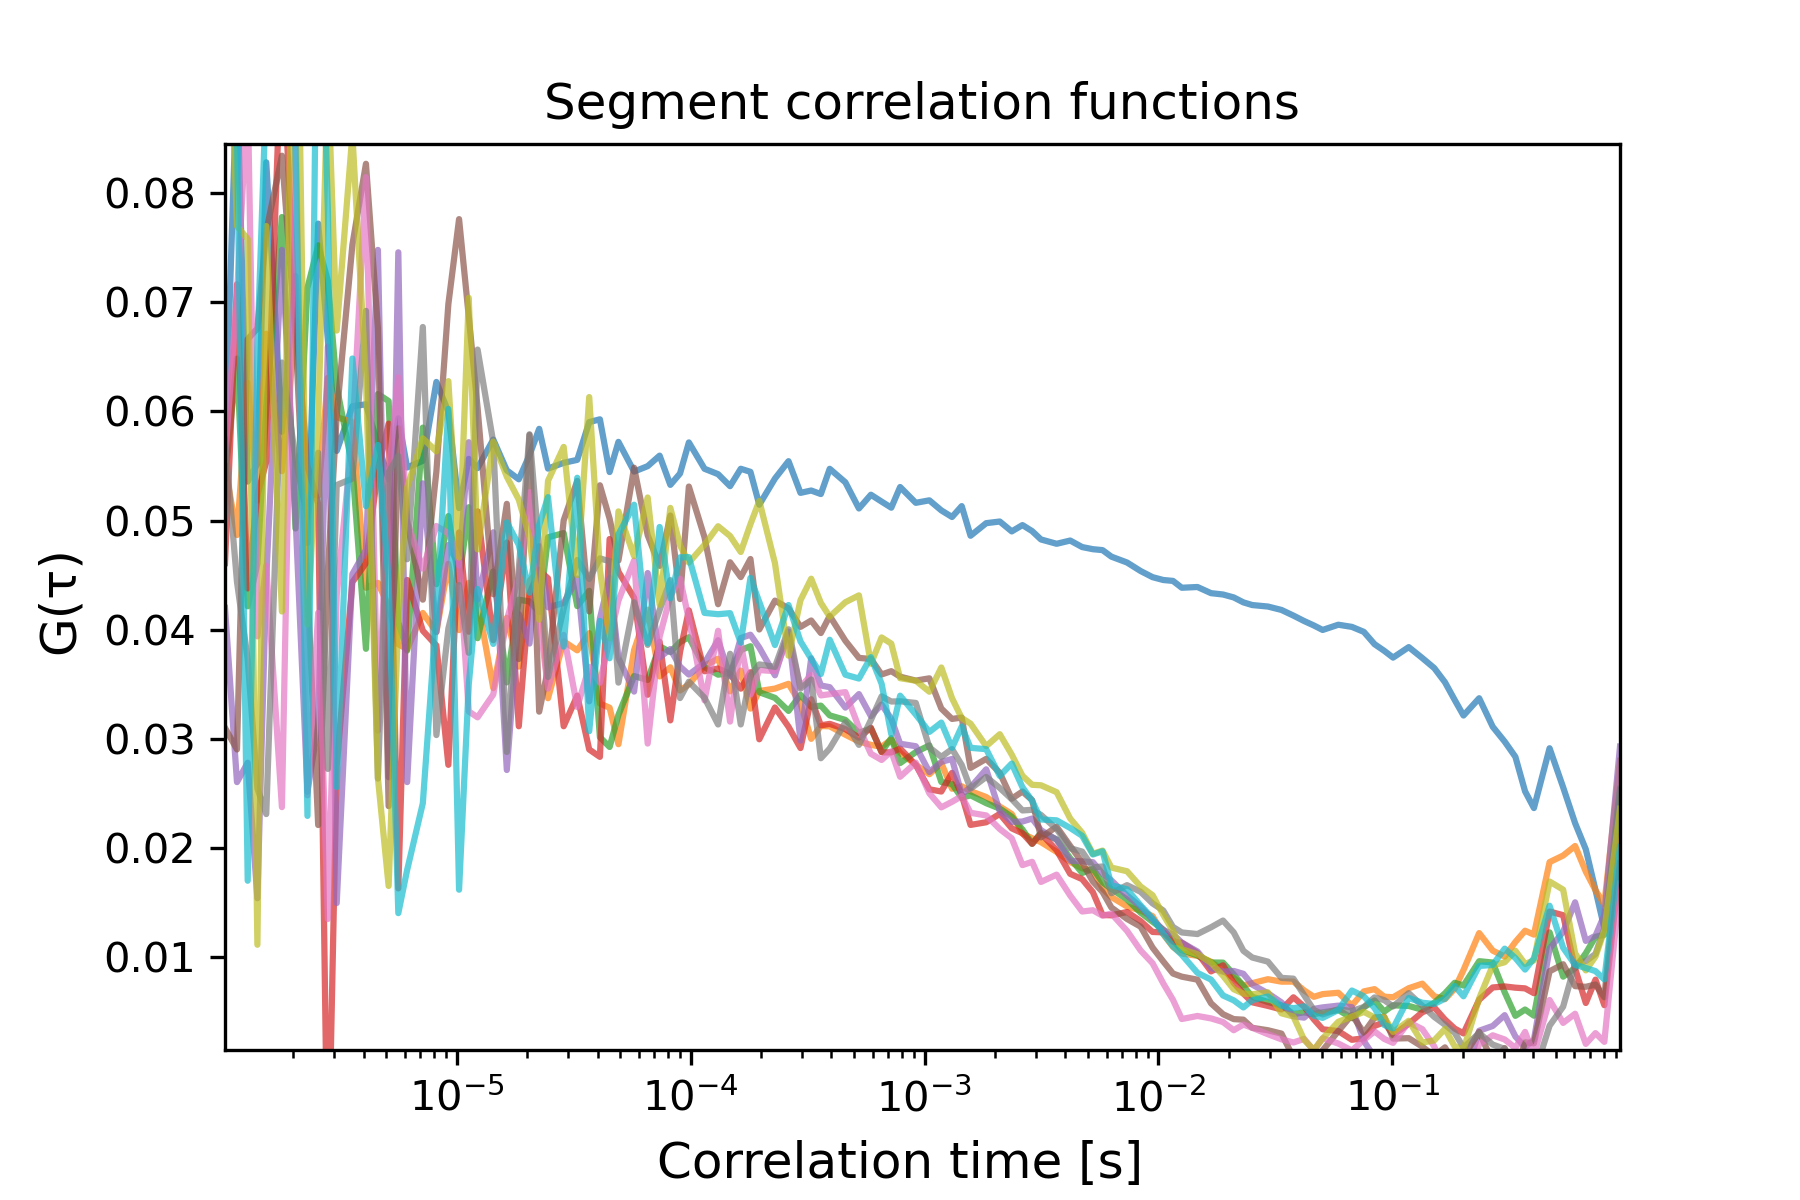 Segment correlation functions
0.08
0.07
0.06
0.05
0.04
0.03
0.02
0.01
G(τ)
10⁻⁵ 10⁻⁴ 10⁻³ 10⁻² 10⁻¹
Correlation time [s]